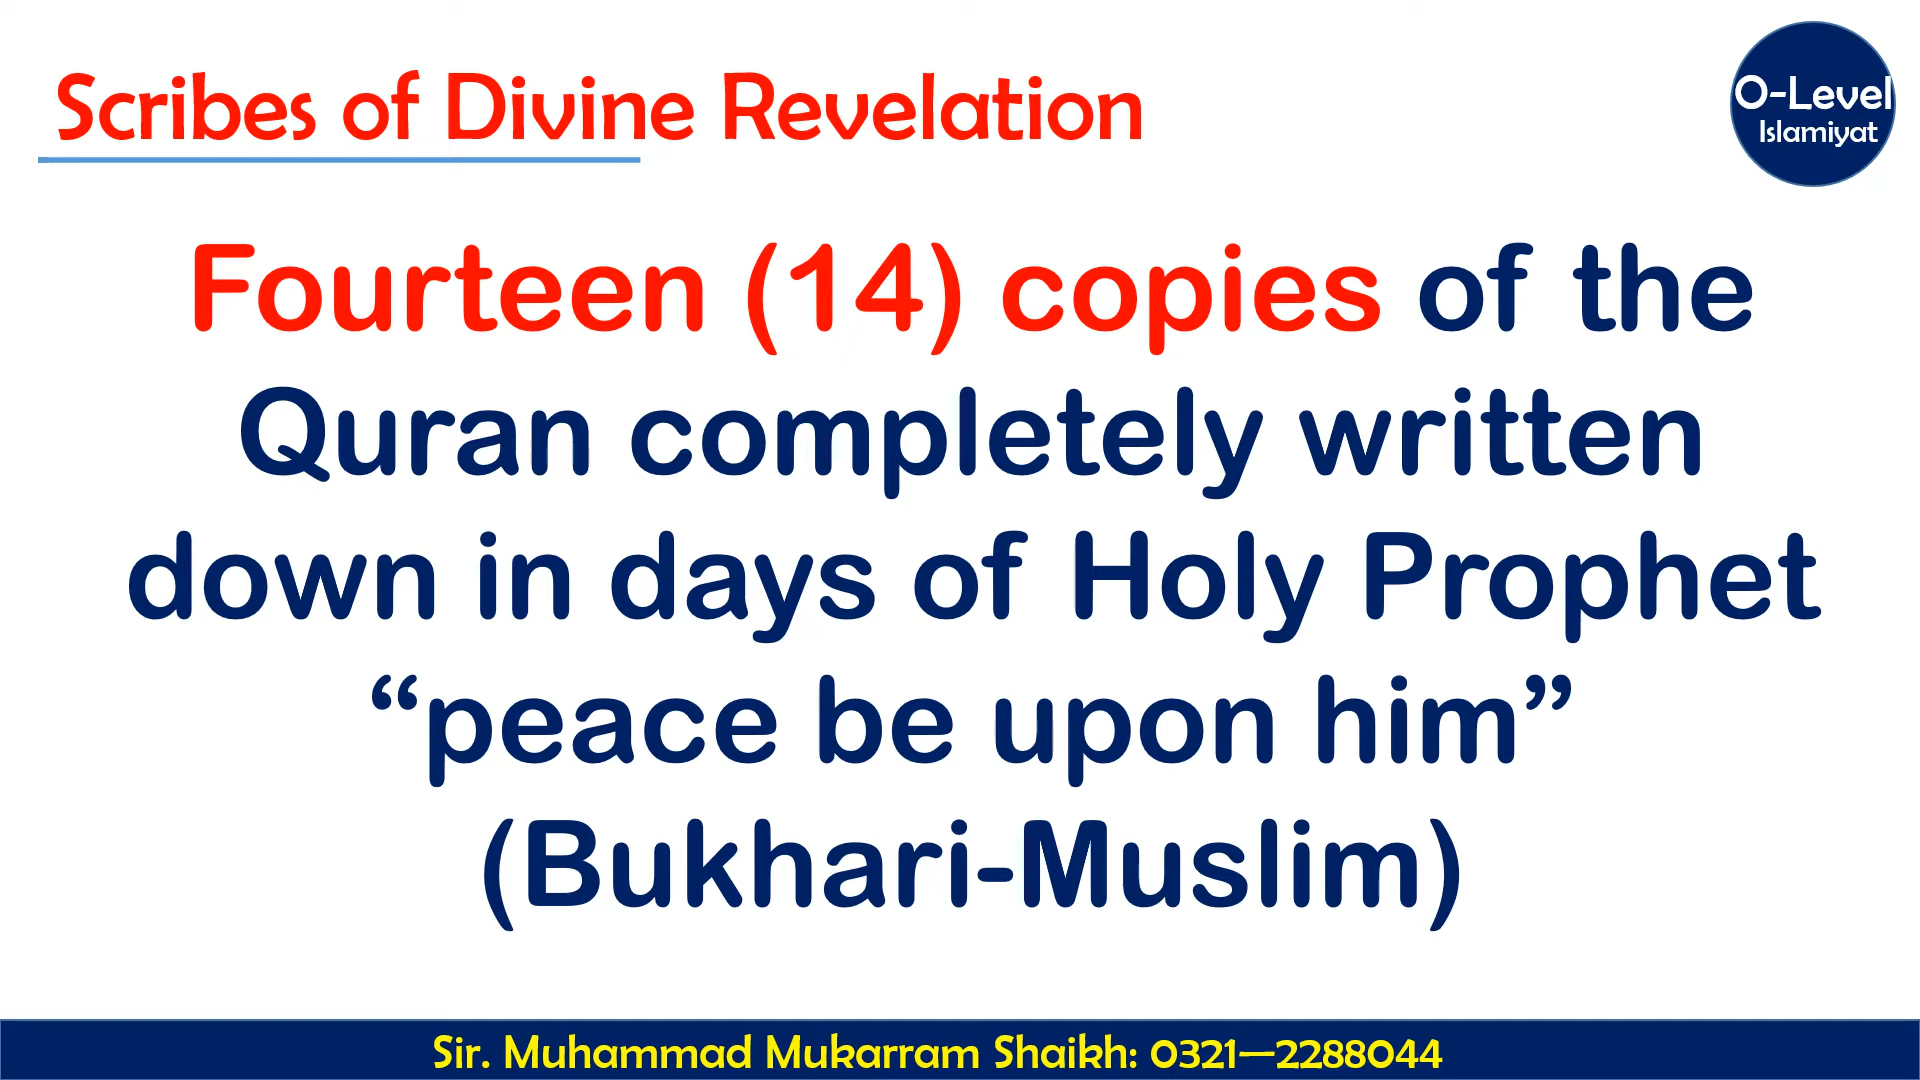 Scribes of Divine Revelation
O-Level
Islamiyat
Fourteen (14) copies of the
Quran completely written
down in days of Holy Prophet
“peace be upon him”
(Bukhari-Muslim)
Sir. Muhammad Mukarram Shaikh: 0321—2288044